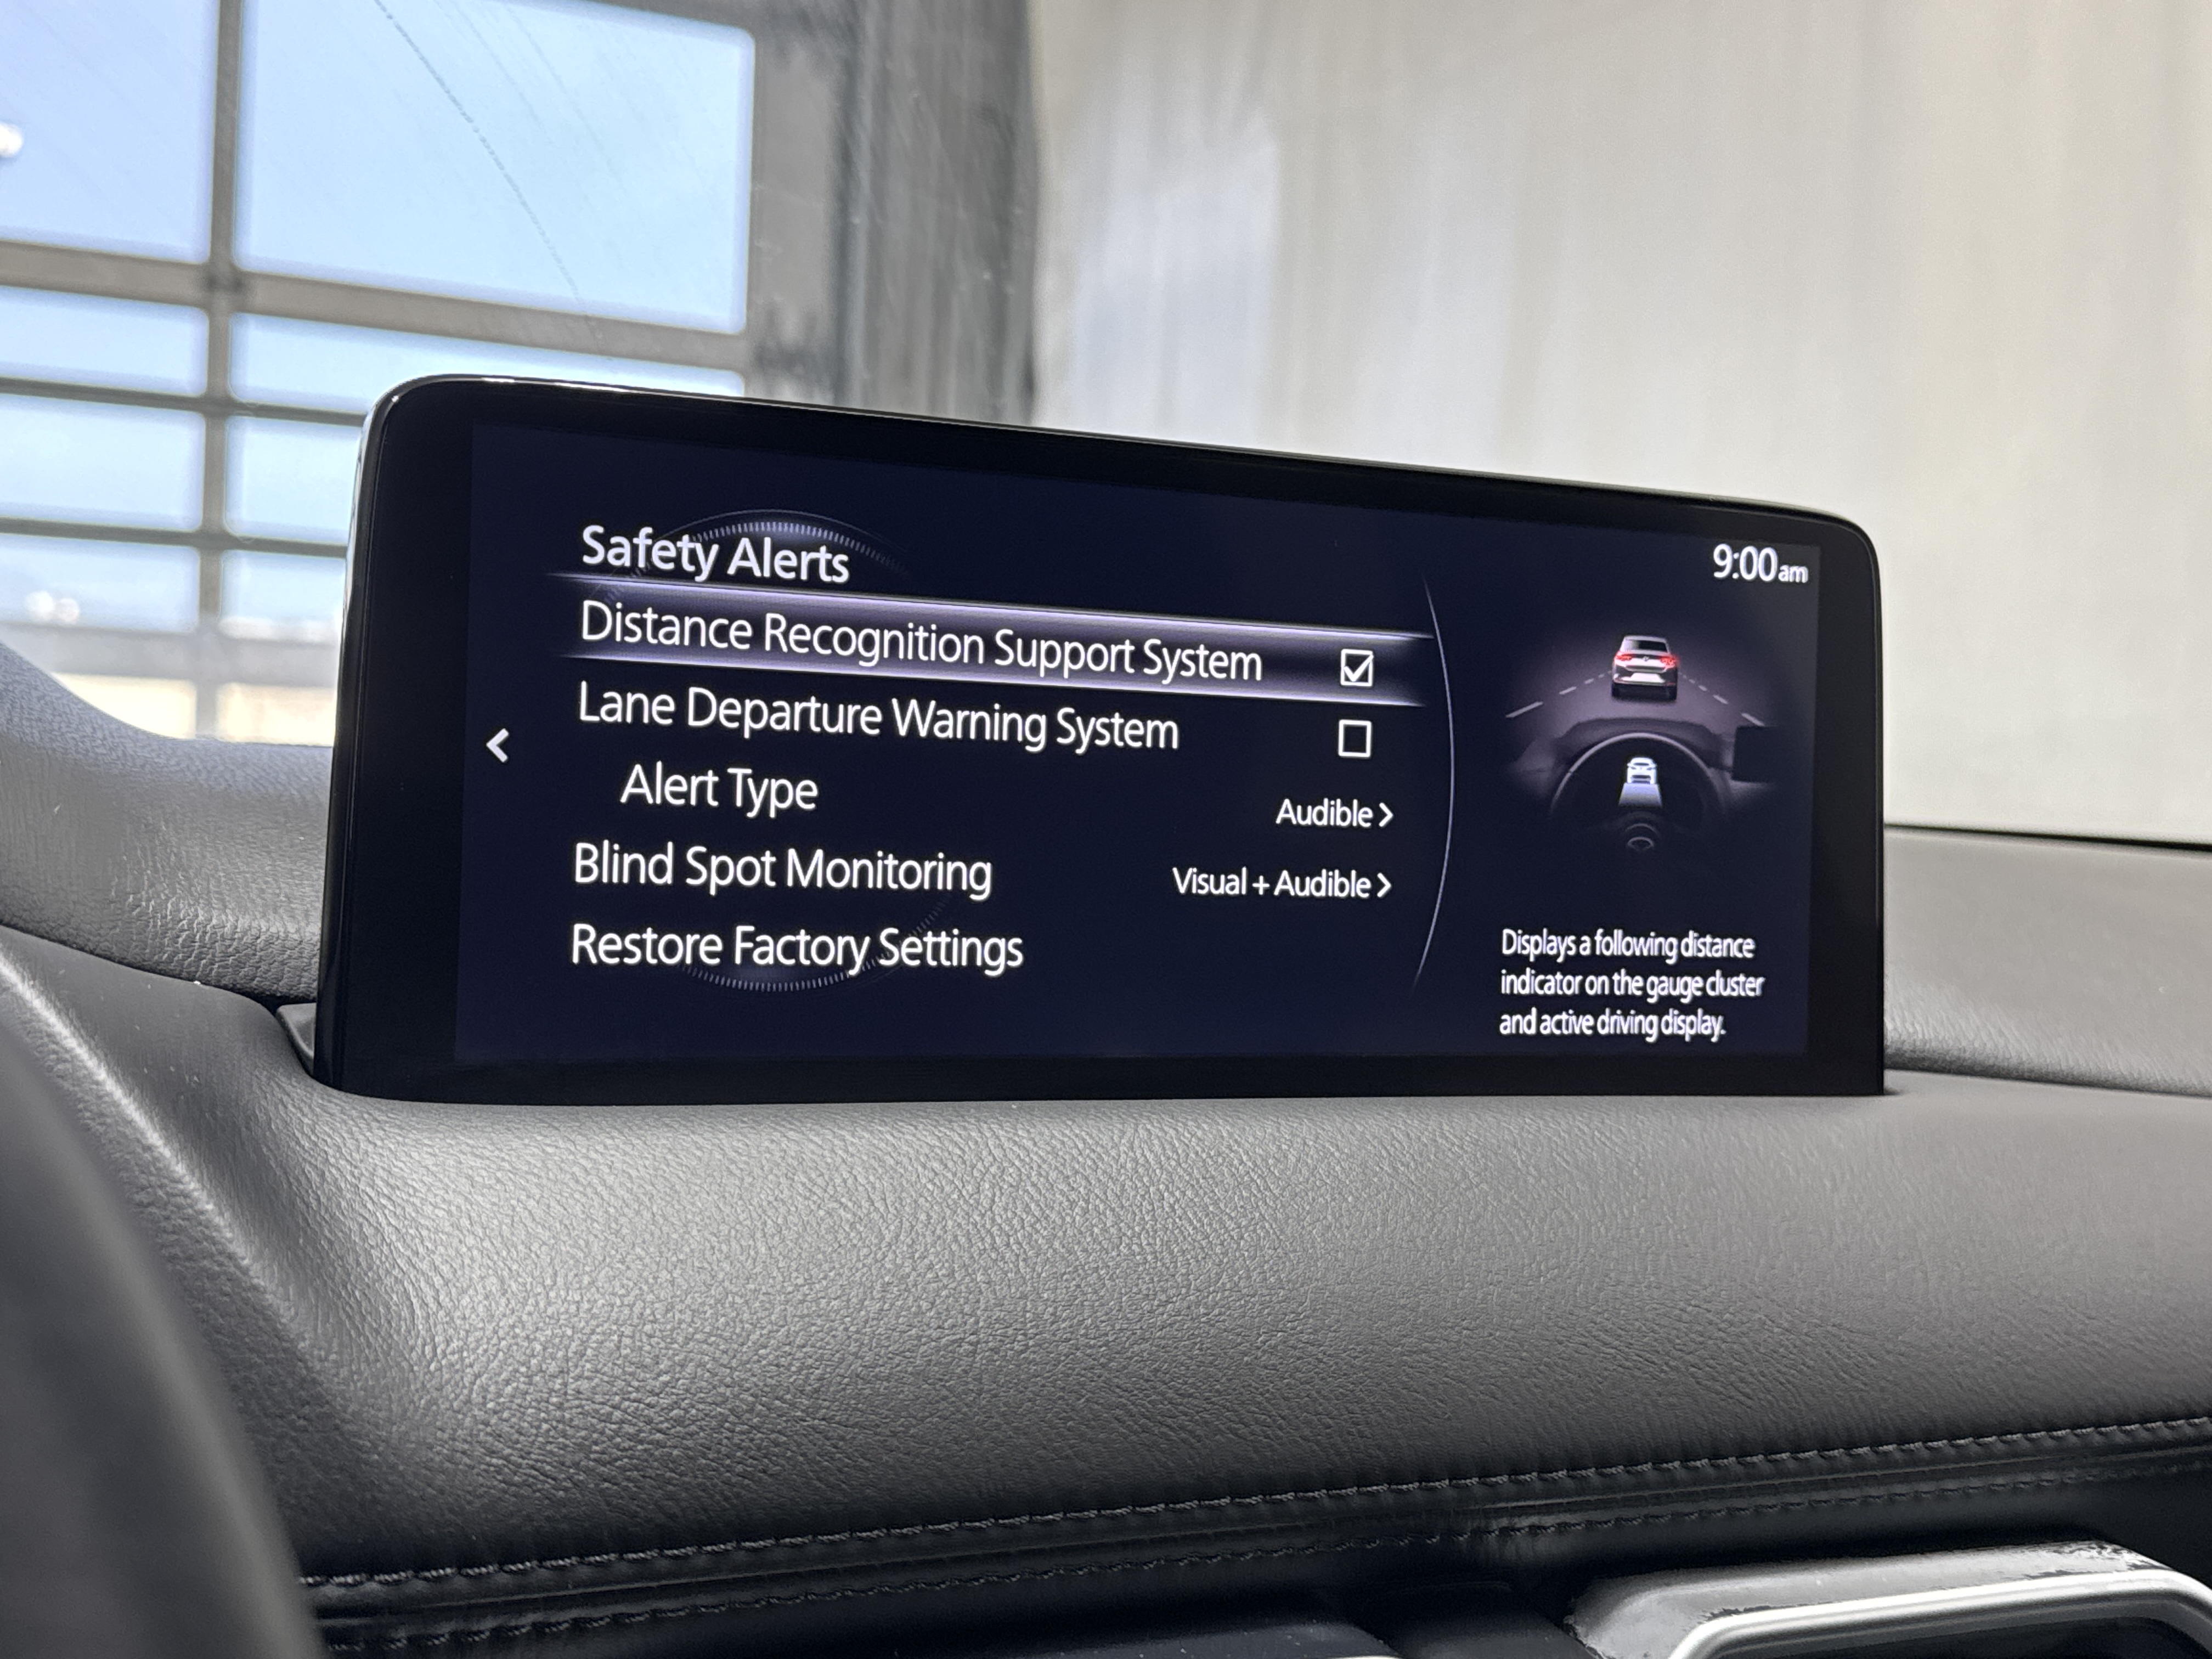 Safety Alerts
9:00am
Distance Recognition Support System
Lane Departure Warning System
Alert Type
Audible
Blind Spot Monitoring
Visual + Audible
Restore Factory Settings
Displays a following distance
indicator on the gauge cluster
and active driving display.